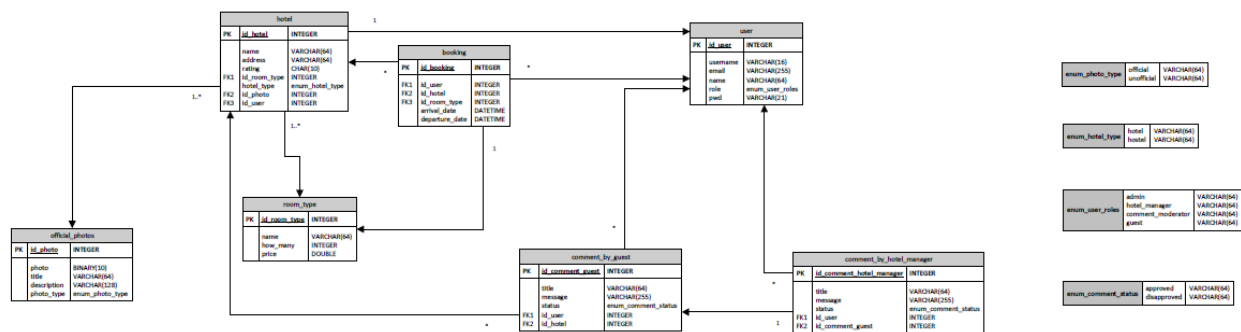 hotel
PK id_hotel INTEGER
name VARCHAR(64)
address VARCHAR(64)
rating CHAR(10)
FK1 id_room_type INTEGER
hotel_type enum_hotel_type
FK2 id_photo INTEGER
FK3 id_user INTEGER
1
booking
PK id_booking INTEGER
FK1 id_user INTEGER
FK2 id_hotel INTEGER
FK3 id_room_type INTEGER
arrival_date DATETIME
departure_date DATETIME
*
*
user
PK id_user INTEGER
username VARCHAR(16)
email VARCHAR(255)
name VARCHAR(64)
role enum_user_roles
pwd VARCHAR(21)
enum_photo_type
official VARCHAR(64)
unofficial VARCHAR(64)
1..*
1..*
1
enum_hotel_type
hotel VARCHAR(64)
hostel VARCHAR(64)
room_type
PK id_room_type INTEGER
name VARCHAR(64)
how_many INTEGER
price DOUBLE
enum_user_roles
admin VARCHAR(64)
hotel_manager VARCHAR(64)
comment_moderator VARCHAR(64)
guest VARCHAR(64)
official_photos
PK id_photo INTEGER
photo BINARY(10)
title VARCHAR(64)
description VARCHAR(128)
photo_type enum_photo_type
*
comment_by_guest
PK id_comment_guest INTEGER
title VARCHAR(64)
message VARCHAR(255)
status enum_comment_status
FK1 id_user INTEGER
FK2 id_hotel INTEGER
*
*
1
comment_by_hotel_manager
PK id_comment_hotel_manager INTEGER
title VARCHAR(64)
message VARCHAR(255)
status enum_comment_status
FK1 id_user INTEGER
FK2 id_comment_guest INTEGER
enum_comment_status
approved VARCHAR(64)
disapproved VARCHAR(64)